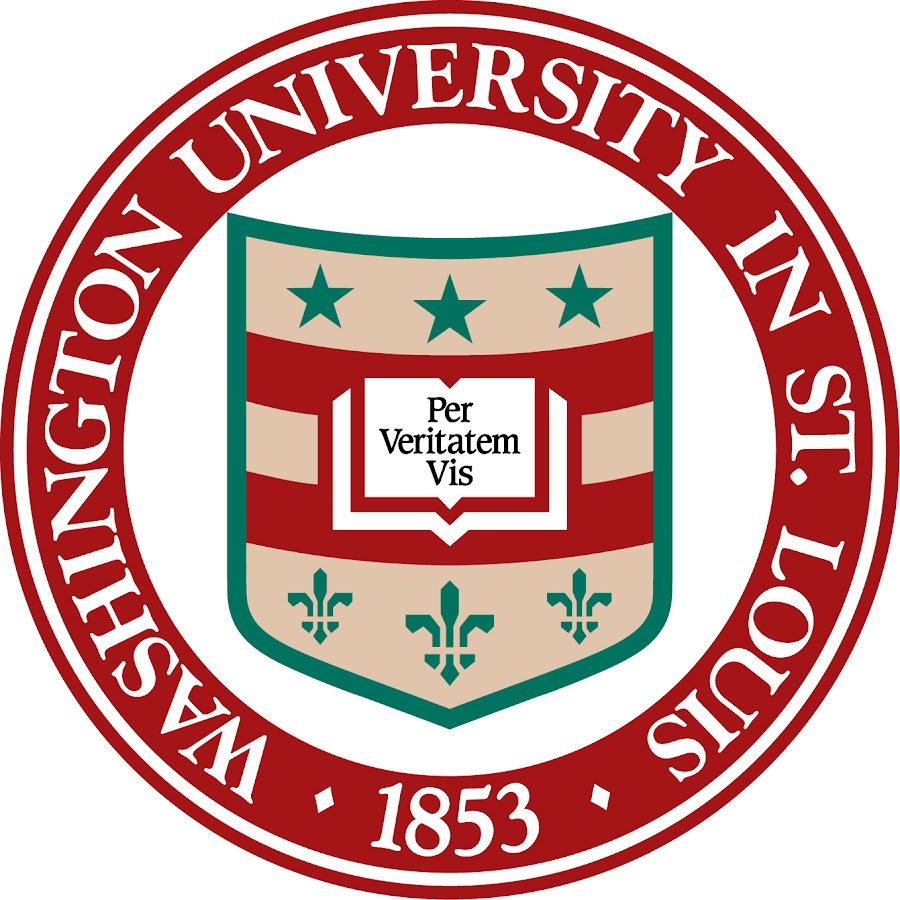 WASHINGTON UNIVERSITY IN ST. LOUIS
Per
Veritatem
Vis
· 1853 ·